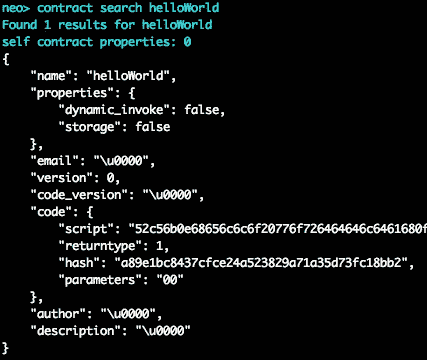 neo> contract search helloWorld
Found 1 results for helloWorld
self contract properties: 0
{
    "name": "helloWorld",
    "properties": {
        "dynamic_invoke": false,
        "storage": false
    },
    "email": "\u0000",
    "version": 0,
    "code_version": "\u0000",
    "code": {
        "script": "52c56b0e68656c6c6f20776f726464646c6461680f
        "returntype": 1,
        "hash": "a89e1bc8437cfce24a523829a71a35d73fc18bb2",
        "parameters": "00"
    },
    "author": "\u0000",
    "description": "\u0000"
}